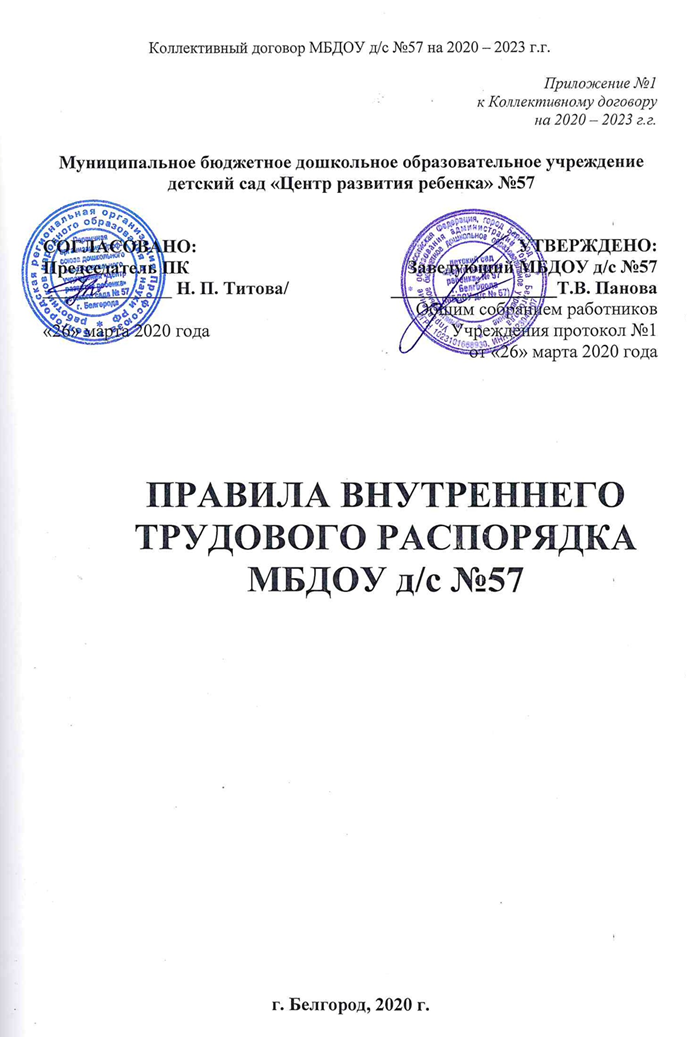 Коллективный договор МБДОУ д/с №57 на 2020 – 2023 г.г.
Приложение №1
к Коллективному договору
на 2020 – 2023 г.г.
Муниципальное бюджетное дошкольное образовательное учреждение
детский сад «Центр развития ребенка» №57
СОГЛАСОВАНО:
Председатель ПК
Н. П. Титова/
«26» марта 2020 года
УТВЕРЖДЕНО:
Заведующий МБДОУ д/с №57
Т.В. Панова
Общим собранием работников
Учреждения протокол №1
от «26» марта 2020 года
ПРАВИЛА ВНУТРЕННЕГО
ТРУДОВОГО РАСПОРЯДКА
МБДОУ д/с №57
г. Белгород, 2020 г.